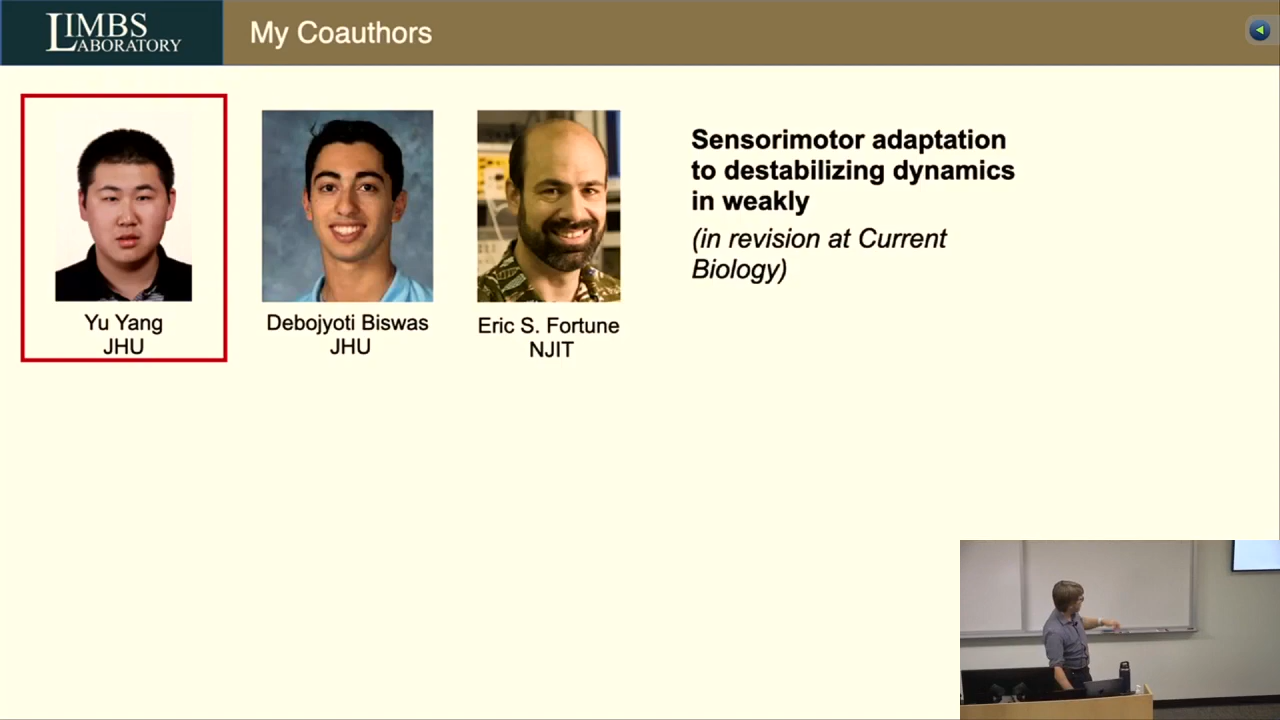 LIMBS
LABORATORY
My Coauthors
Sensorimotor adaptation
to destabilizing dynamics
in weakly
(in revision at Current
Biology)
Yu Yang
JHU
Debojyoti Biswas
JHU
Eric S. Fortune
NJIT